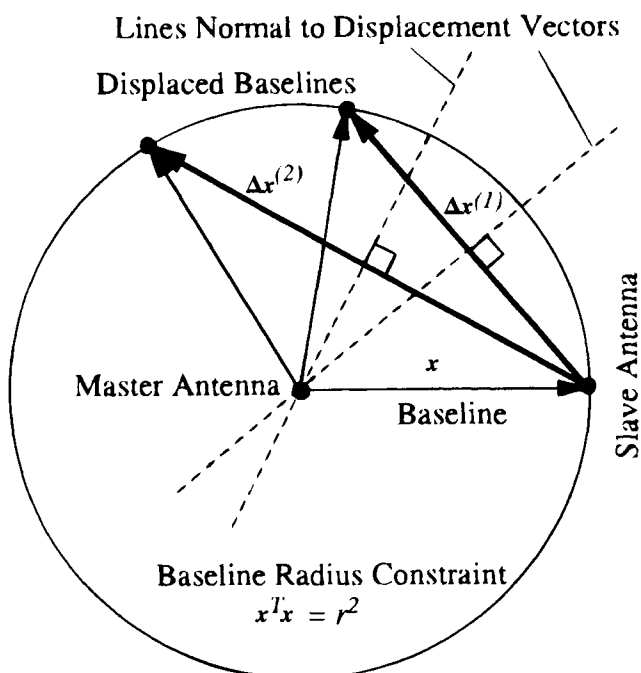 Lines Normal to Displacement Vectors
Displaced Baselines
Δx(2)
Δx(1)
x
Master Antenna
Baseline
Slave Antenna
Baseline Radius Constraint
xTx = r2